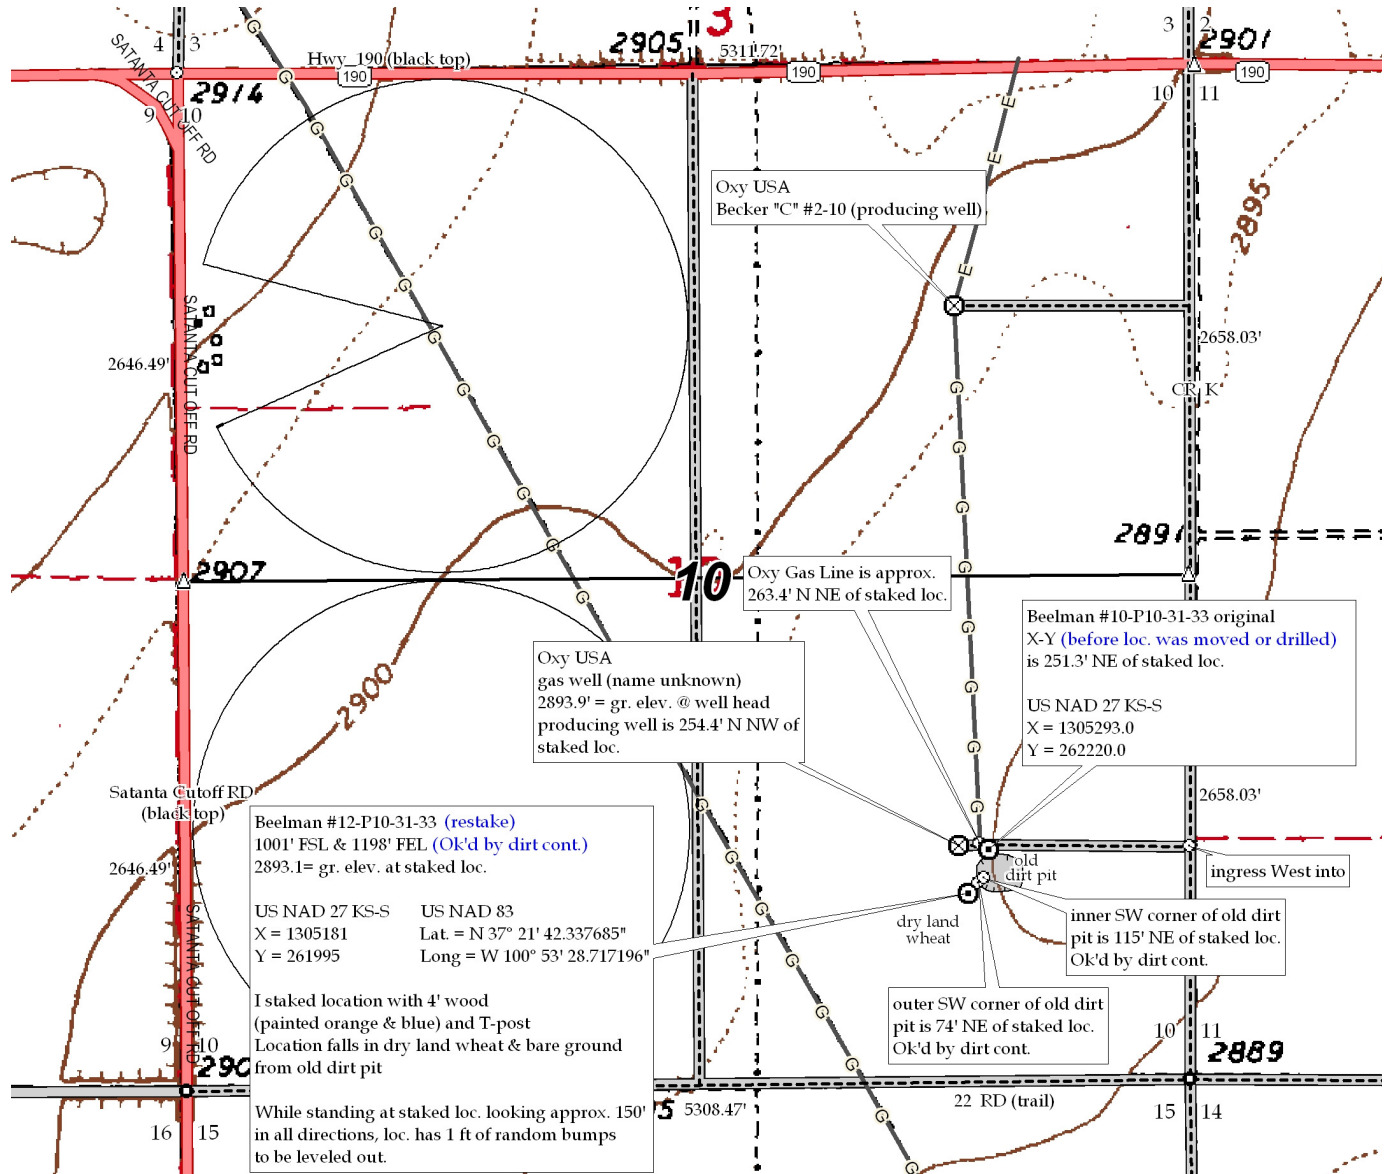 3
4 3
2905
5311.72'
3 2
2901
Hwy 190 (black top)
190
190
190
SATANTA CUT OFF RD
2914
9 10
10 11
E
E
E
G
G
G
G
G
G
G
G
G
G
G
G
Oxy USA
Becker "C" #2-10 (producing well)
2895
SATANTA CUT OFF RD
2646.49'
2658.03'
CR K
G
G
G
G
G
G
G
G
2891
2907
10
Oxy Gas Line is approx.
263.4' N NE of staked loc.
Beelman #10-P10-31-33 original
X-Y (before loc. was moved or drilled)
is 251.3' NE of staked loc.
US NAD 27 KS-S
X = 1305293.0
Y = 262220.0
Oxy USA
gas well (name unknown)
2893.9' = gr. elev. @ well head
producing well is 254.4' N NW of
staked loc.
2900
Satanta Cutoff RD
(black top)
2658.03'
2646.49'
Beelman #12-P10-31-33 (restake)
1001' FSL & 1198' FEL (Ok'd by dirt cont.)
2893.1= gr. elev. at staked loc.
US NAD 27 KS-S US NAD 83
X = 1305181 Lat. = N 37° 21' 42.337685"
Y = 261995 Long = W 100° 53' 28.717196"
I staked location with 4' wood
(painted orange & blue) and T-post
Location falls in dry land wheat & bare ground
from old dirt pit
While standing at staked loc. looking approx. 150'
in all directions, loc. has 1 ft of random bumps
to be leveled out.
old
dirt pit
ingress West into
dry land
wheat
inner SW corner of old dirt
pit is 115' NE of staked loc.
Ok'd by dirt cont.
outer SW corner of old dirt
pit is 74' NE of staked loc.
Ok'd by dirt cont.
G
G
G
G
G
G
G
G
SATANTA CUT OFF RD
9 10
290
10 11
2889
5
5308.47'
22 RD (trail)
16 15
15 14